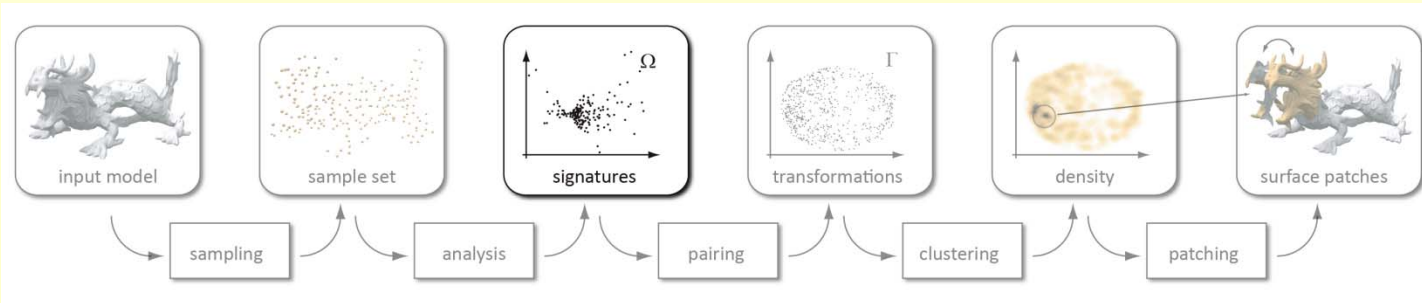 Ω
Γ
input model
sample set
signatures
transformations
density
surface patches
sampling
analysis
pairing
clustering
patching